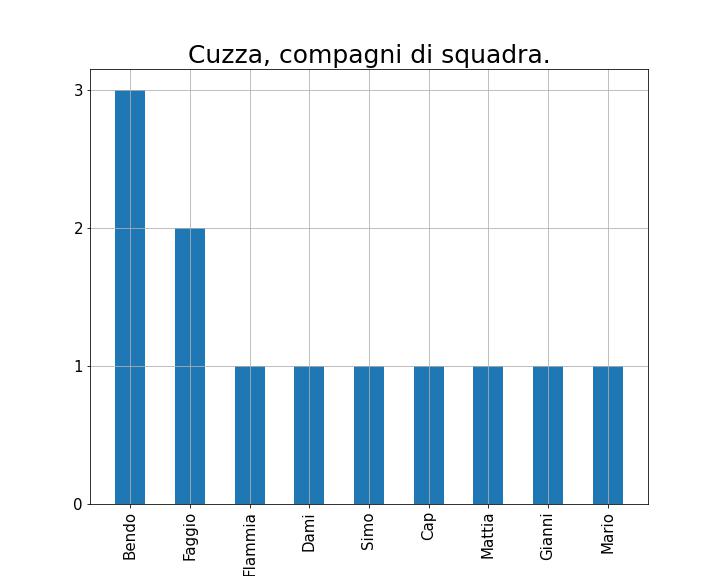 Cuzza, compagni di squadra.
3
2
1
0
Bendo
Faggio
Flammia
Dami
Simo
Cap
Mattia
Gianni
Mario